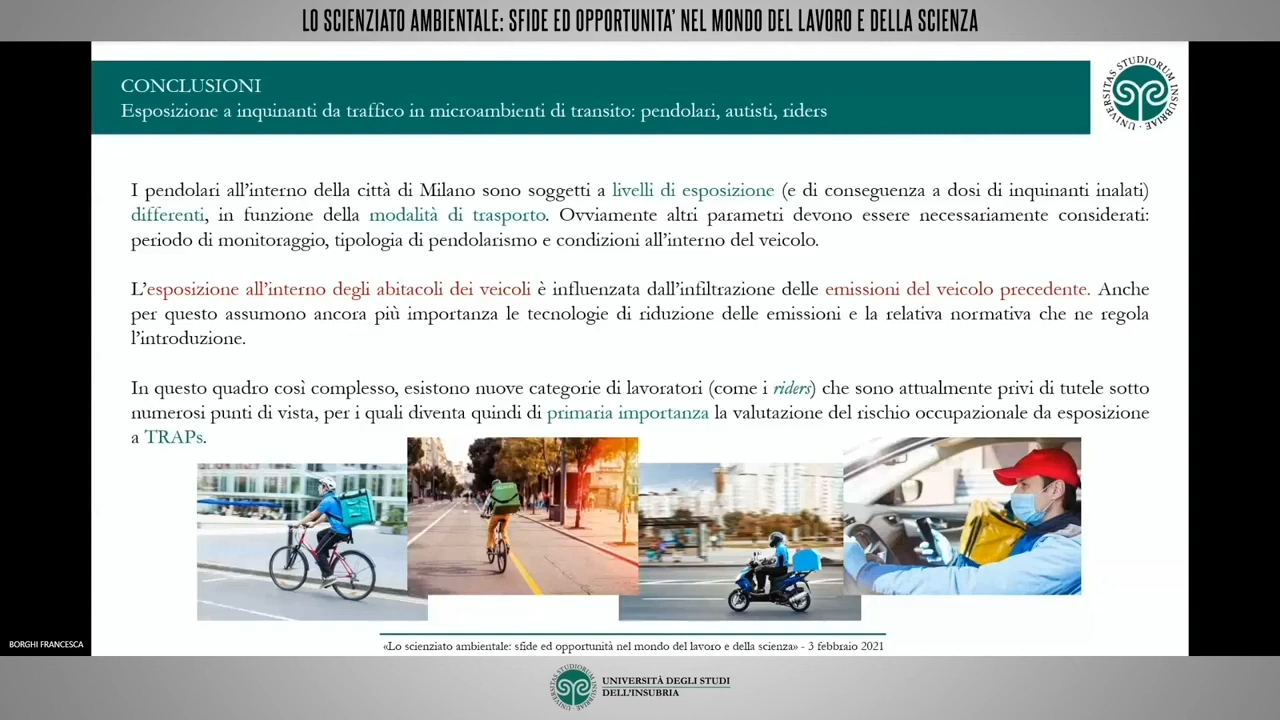 LO SCIENZIATO AMBIENTALE: SFIDE ED OPPORTUNITA' NEL MONDO DEL LAVORO E DELLA SCIENZA
CONCLUSIONI
Esposizione a inquinanti da traffico in microambienti di transito: pendolari, autisti, riders
UNIVERSITAS STUDIORUM INSUBRIAE
I pendolari all'interno della città di Milano sono soggetti a livelli di esposizione (e di conseguenza a dosi di inquinanti inalati)
differenti, in funzione della modalità di trasporto. Ovviamente altri parametri devono essere necessariamente considerati:
periodo di monitoraggio, tipologia di pendolarismo e condizioni all'interno del veicolo.
L'esposizione all'interno degli abitacoli dei veicoli è influenzata dall'infiltrazione delle emissioni del veicolo precedente. Anche
per questo assumono ancora più importanza le tecnologie di riduzione delle emissioni e la relativa normativa che ne regola
l'introduzione.
In questo quadro così complesso, esistono nuove categorie di lavoratori (come i riders) che sono attualmente privi di tutele sotto
numerosi punti di vista, per i quali diventa quindi di primaria importanza la valutazione del rischio occupazionale da esposizione
a TRAPs.
BORGHI FRANCESCA
«Lo scienziato ambientale: sfide ed opportunità nel mondo del lavoro e della scienza» - 3 febbraio 2021
UNIVERSITAS STUDIORUM INSUBRIAE
UNIVERSITÀ DEGLI STUDI
DELL'INSUBRIA